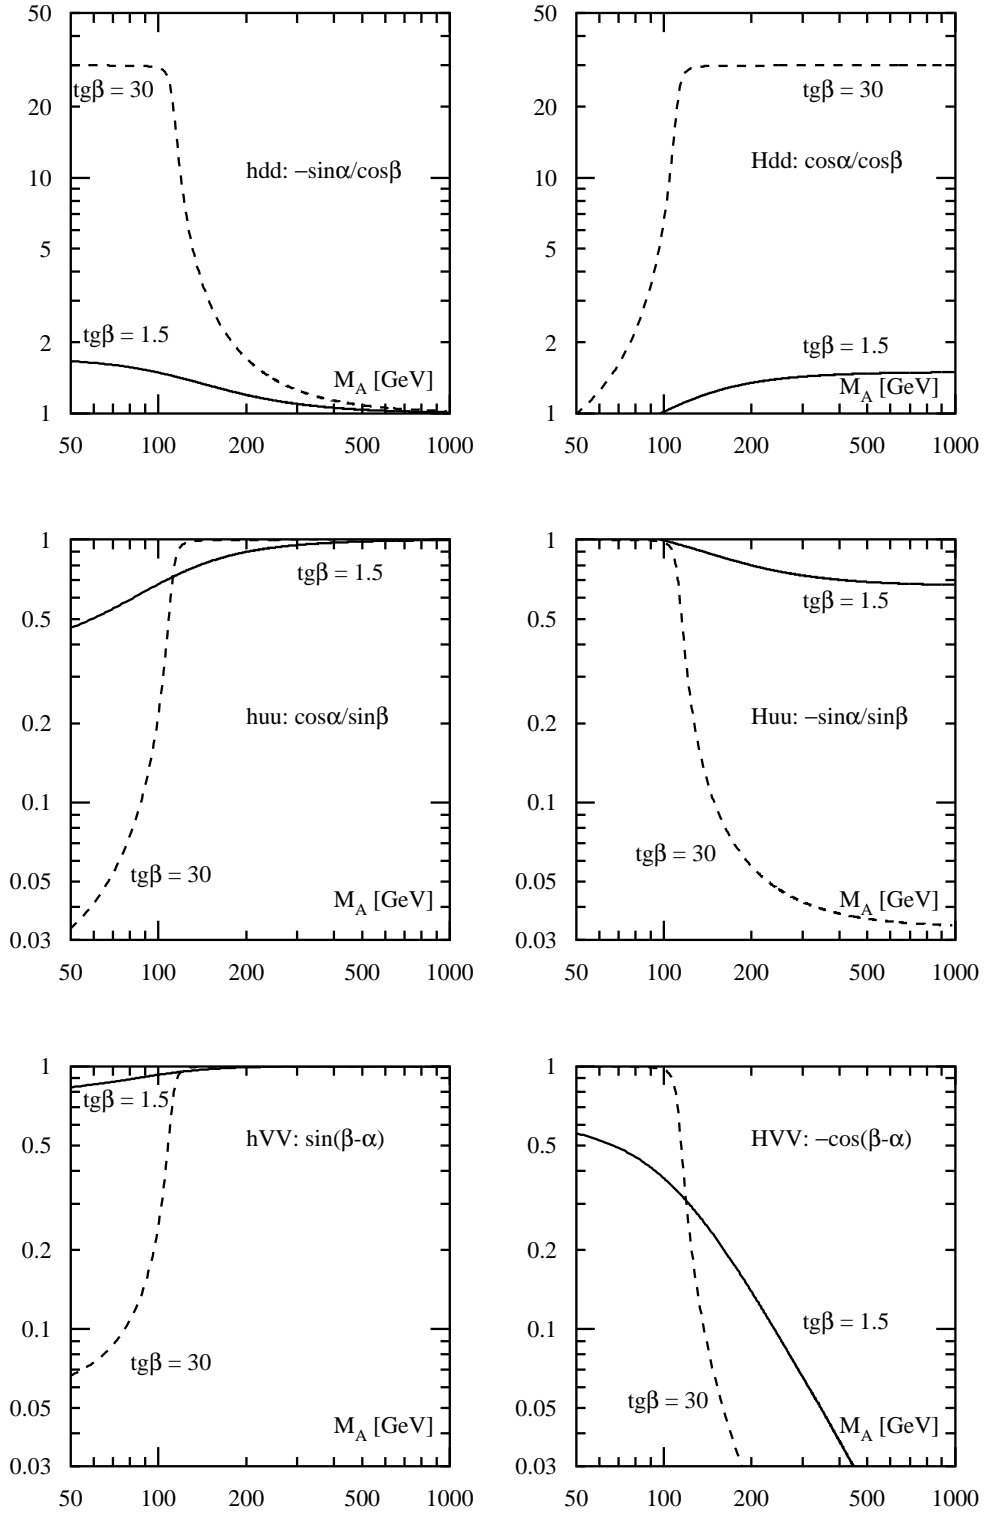 50
20
10
5
2
1
tgβ = 30
hdd: −sinα/cosβ
tgβ = 1.5
M_A [GeV]
50 100 200 500 1000
50
20
10
5
2
1
tgβ = 30
Hdd: cosα/cosβ
tgβ = 1.5
M_A [GeV]
50 100 200 500 1000
1
0.5
0.2
0.1
0.05
0.03
tgβ = 1.5
huu: cosα/sinβ
tgβ = 30
M_A [GeV]
50 100 200 500 1000
1
0.5
0.2
0.1
0.05
0.03
tgβ = 1.5
Huu: −sinα/sinβ
tgβ = 30
M_A [GeV]
50 100 200 500 1000
1
0.5
0.2
0.1
0.05
0.03
tgβ = 1.5
hVV: sin(β-α)
tgβ = 30
M_A [GeV]
50 100 200 500 1000
1
0.5
0.2
0.1
0.05
0.03
HVV: −cos(β-α)
tgβ = 1.5
tgβ = 30
M_A [GeV]
50 100 200 500 1000